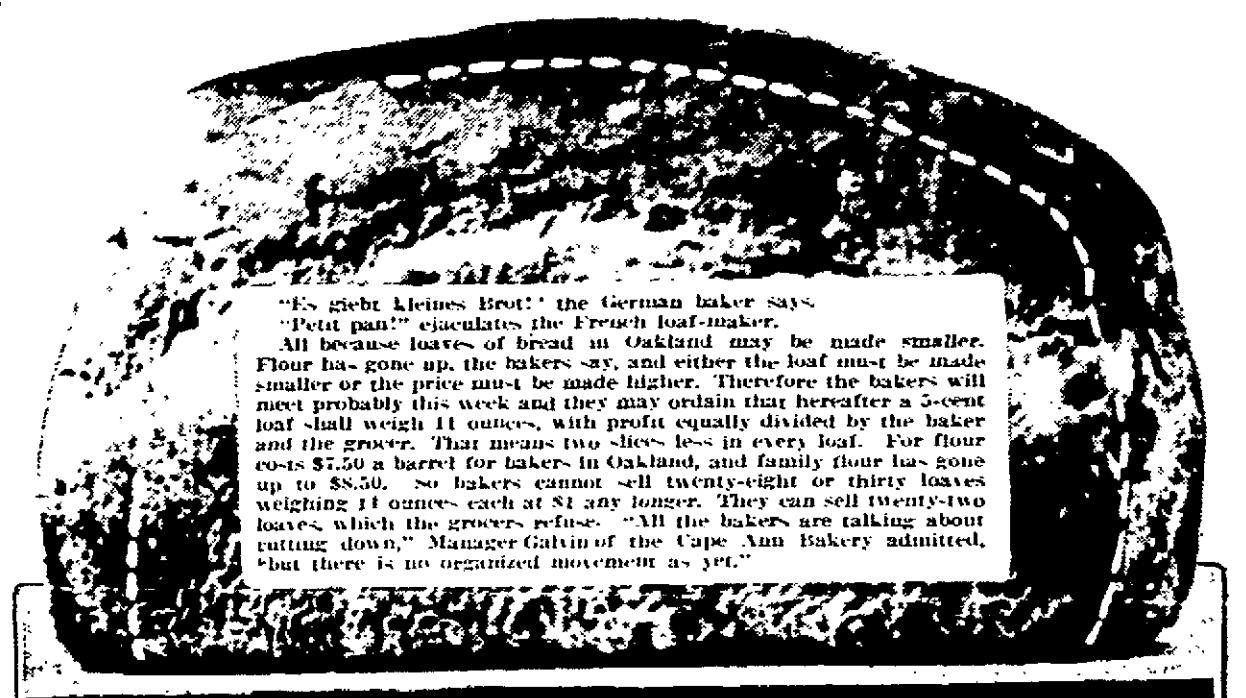 "Es giebt kleines Brot!" the German baker says.
"Petit pan!" ejaculates the French loaf-maker.
All because loaves of bread in Oakland may be made smaller.
Flour has gone up, the bakers say, and either the loaf must be made
smaller or the price must be made higher. Therefore the bakers will
meet probably this week and they may ordain that hereafter a 5-cent
loaf shall weigh 11 ounces, with profit equally divided by the baker
and the grocer. That means two slices less in every loaf. For flour
costs $7.50 a barrel for bakers in Oakland, and family flour has gone
up to $8.50. So bakers cannot sell twenty-eight or thirty loaves
weighing 14 ounces each at $1 any longer. They can sell twenty-two
loaves, which the grocers refuse. "All the bakers are talking about
cutting down," Manager Galvin of the Cape Ann Bakery admitted,
"but there is no organized movement as yet."